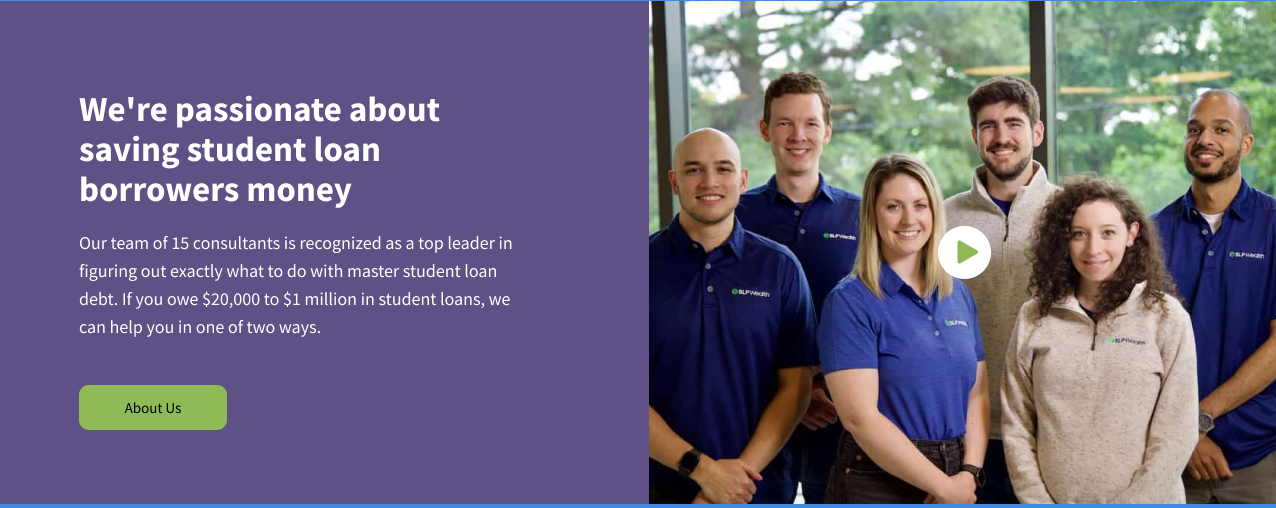 We're passionate about
saving student loan
borrowers money
Our team of 15 consultants is recognized as a top leader in
figuring out exactly what to do with master student loan
debt. If you owe $20,000 to $1 million in student loans, we
can help you in one of two ways.
About Us
SLP Wealth
SLP Wealth
SLP Wealth
SLP Wealth
SLP Wealth